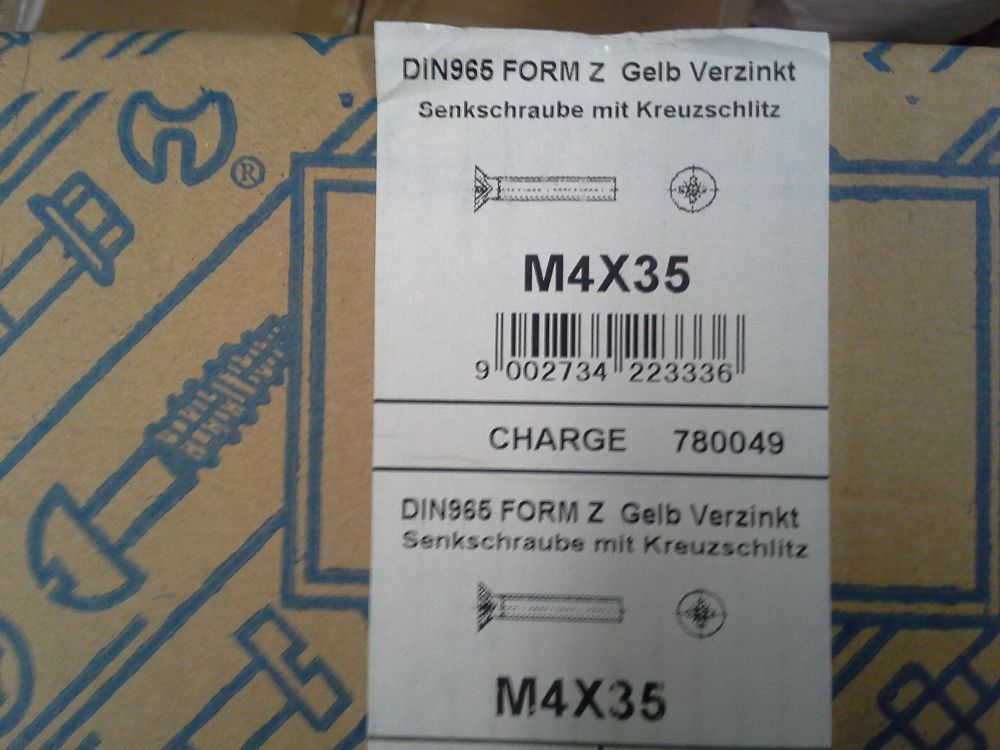 DIN965 FORM Z Gelb Verzinkt
Senkschraube mit Kreuzschlitz
M4X35
9 002734 223336
CHARGE 780049
DIN965 FORM Z Gelb Verzinkt
Senkschraube mit Kreuzschlitz
M4X35
®